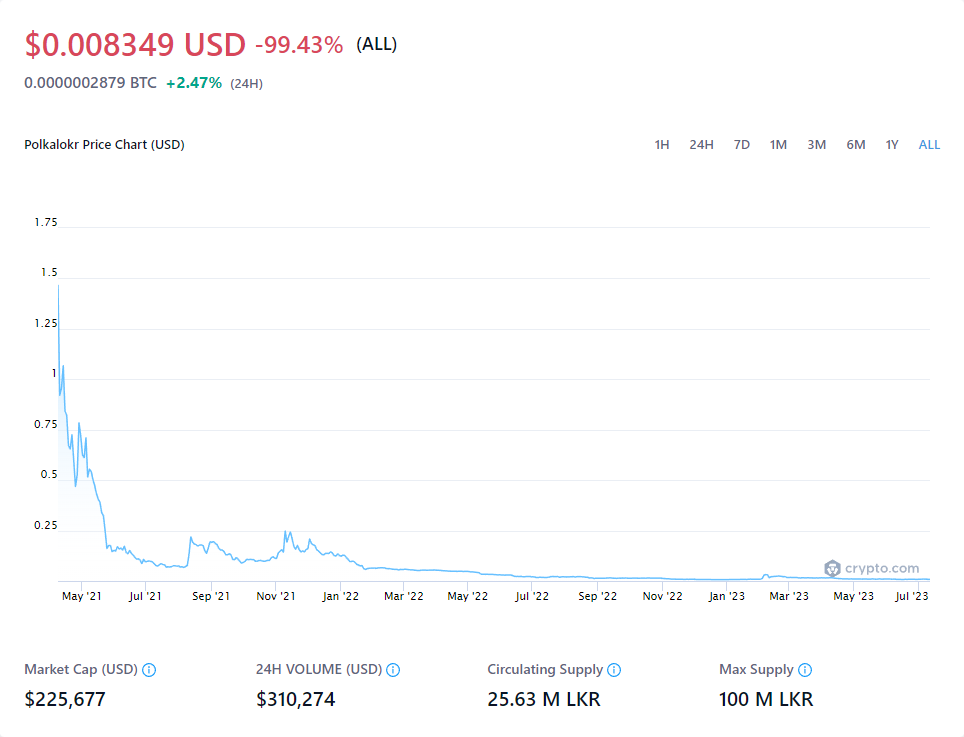 $0.008349 USD -99.43% (ALL)
0.0000002879 BTC +2.47% (24H)
Polkalokr Price Chart (USD) 1H 24H 7D 1M 3M 6M 1Y ALL
1.75
1.5
1.25
1
0.75
0.5
0.25
crypto.com
May '21 Jul '21 Sep '21 Nov '21 Jan '22 Mar '22 May '22 Jul '22 Sep '22 Nov '22 Jan '23 Mar '23 May '23 Jul '23
Market Cap (USD) 24H VOLUME (USD) Circulating Supply Max Supply
$225,677 $310,274 25.63 M LKR 100 M LKR